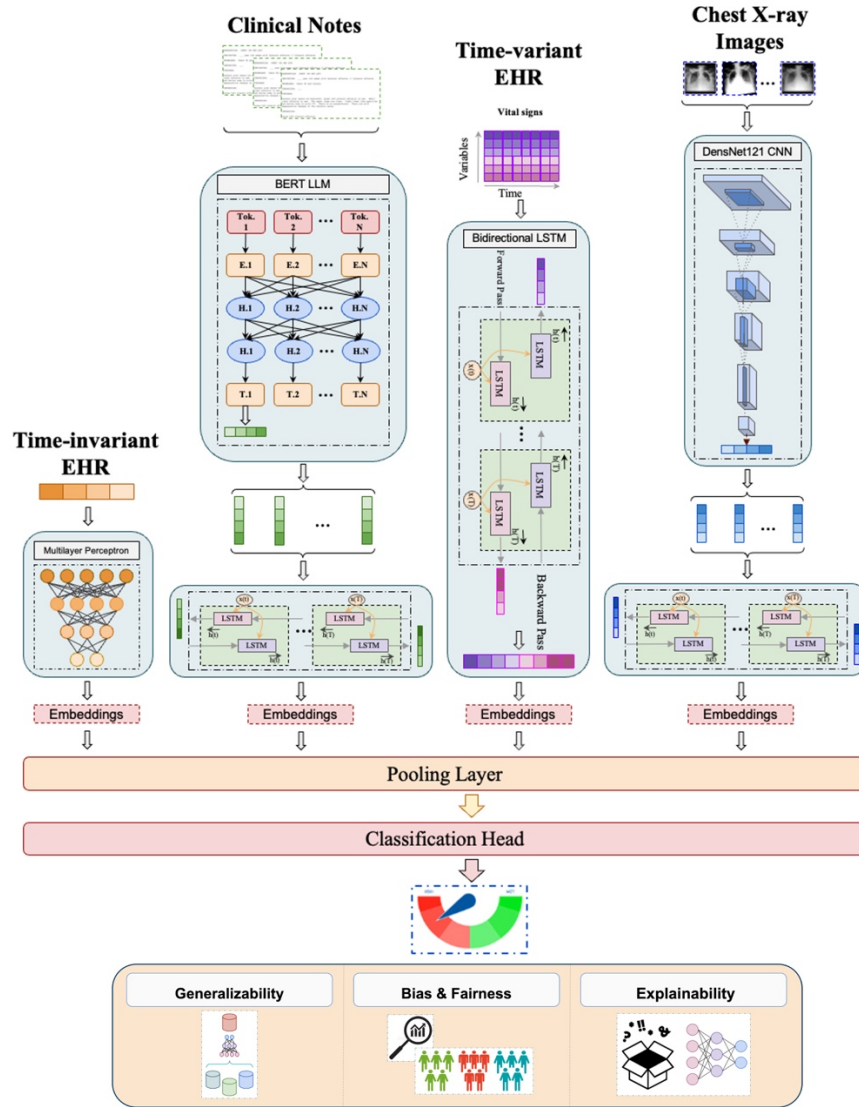 Clinical Notes
Time-variant
EHR
Chest X-ray
Images
Vital signs
Variables
Time
BERT LLM
Tok.
1
Tok.
2
...
Tok.
N
E.1
E.2
...
E.N
H.1
H.2
...
H.N
H.1
H.2
...
H.N
T.1
T.2
...
T.N
Bidirectional LSTM
Forward Pass
x(t)
LSTM
LSTM
h(t)
h(t)
...
x(T)
LSTM
LSTM
h(T)
h(T)
Backward Pass
DensNet121 CNN
Time-invariant
EHR
Multilayer Perceptron
...
x(t)
LSTM
LSTM
h(t)
h(t)
...
x(T)
LSTM
LSTM
h(T)
h(T)
...
x(t)
LSTM
LSTM
h(t)
h(t)
...
x(T)
LSTM
LSTM
h(T)
h(T)
Embeddings
Embeddings
Embeddings
Embeddings
Pooling Layer
Classification Head
Generalizability
Bias & Fairness
Explainability